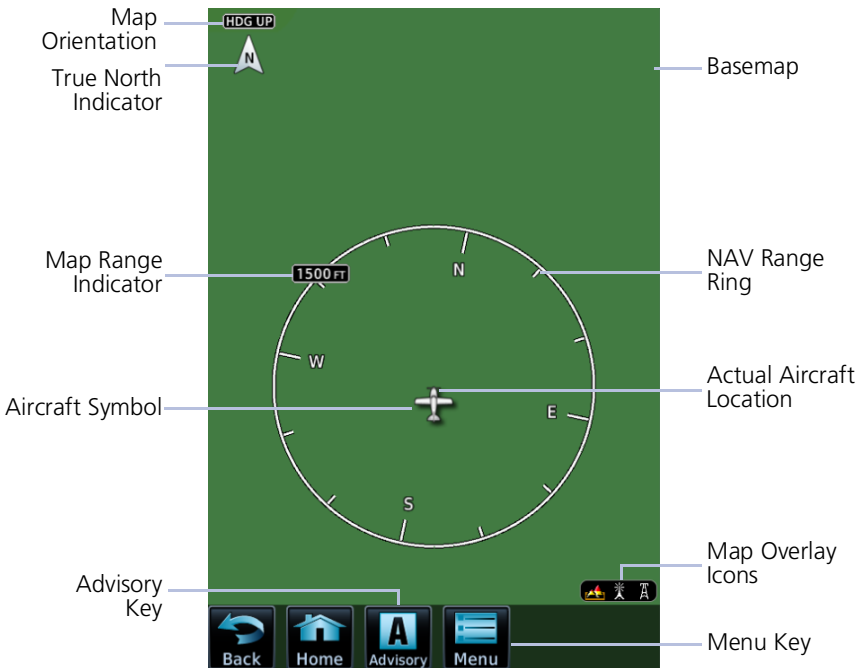 Map
Orientation
HDG UP
N
True North
Indicator
Basemap
Map Range
Indicator
1500 FT
N
NAV Range
Ring
W
Aircraft Symbol
E
Actual Aircraft
Location
S
Map Overlay
Icons
Advisory
Key
A
Back
Home
Advisory
Menu
Menu Key